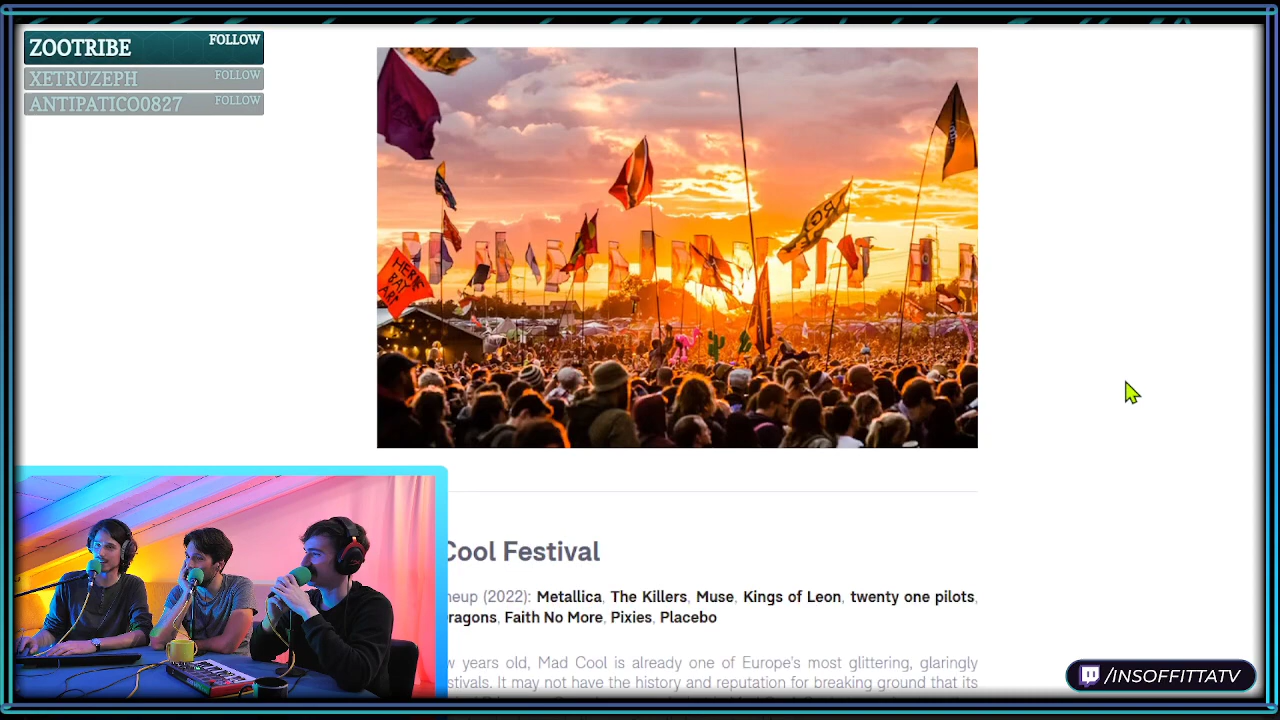 ZOOTRIBE FOLLOW
XETRUZEPH FOLLOW
ANTIPATICO0827 FOLLOW
HERNE
BAY
Cool Festival
neup (2022): Metallica, The Killers, Muse, Kings of Leon, twenty one pilots,
ragons, Faith No More, Pixies, Placebo
w years old, Mad Cool is already one of Europe's most glittering, glaringly
stivals. It may not have the history and reputation for breaking ground that its
/INSOFFITTATV